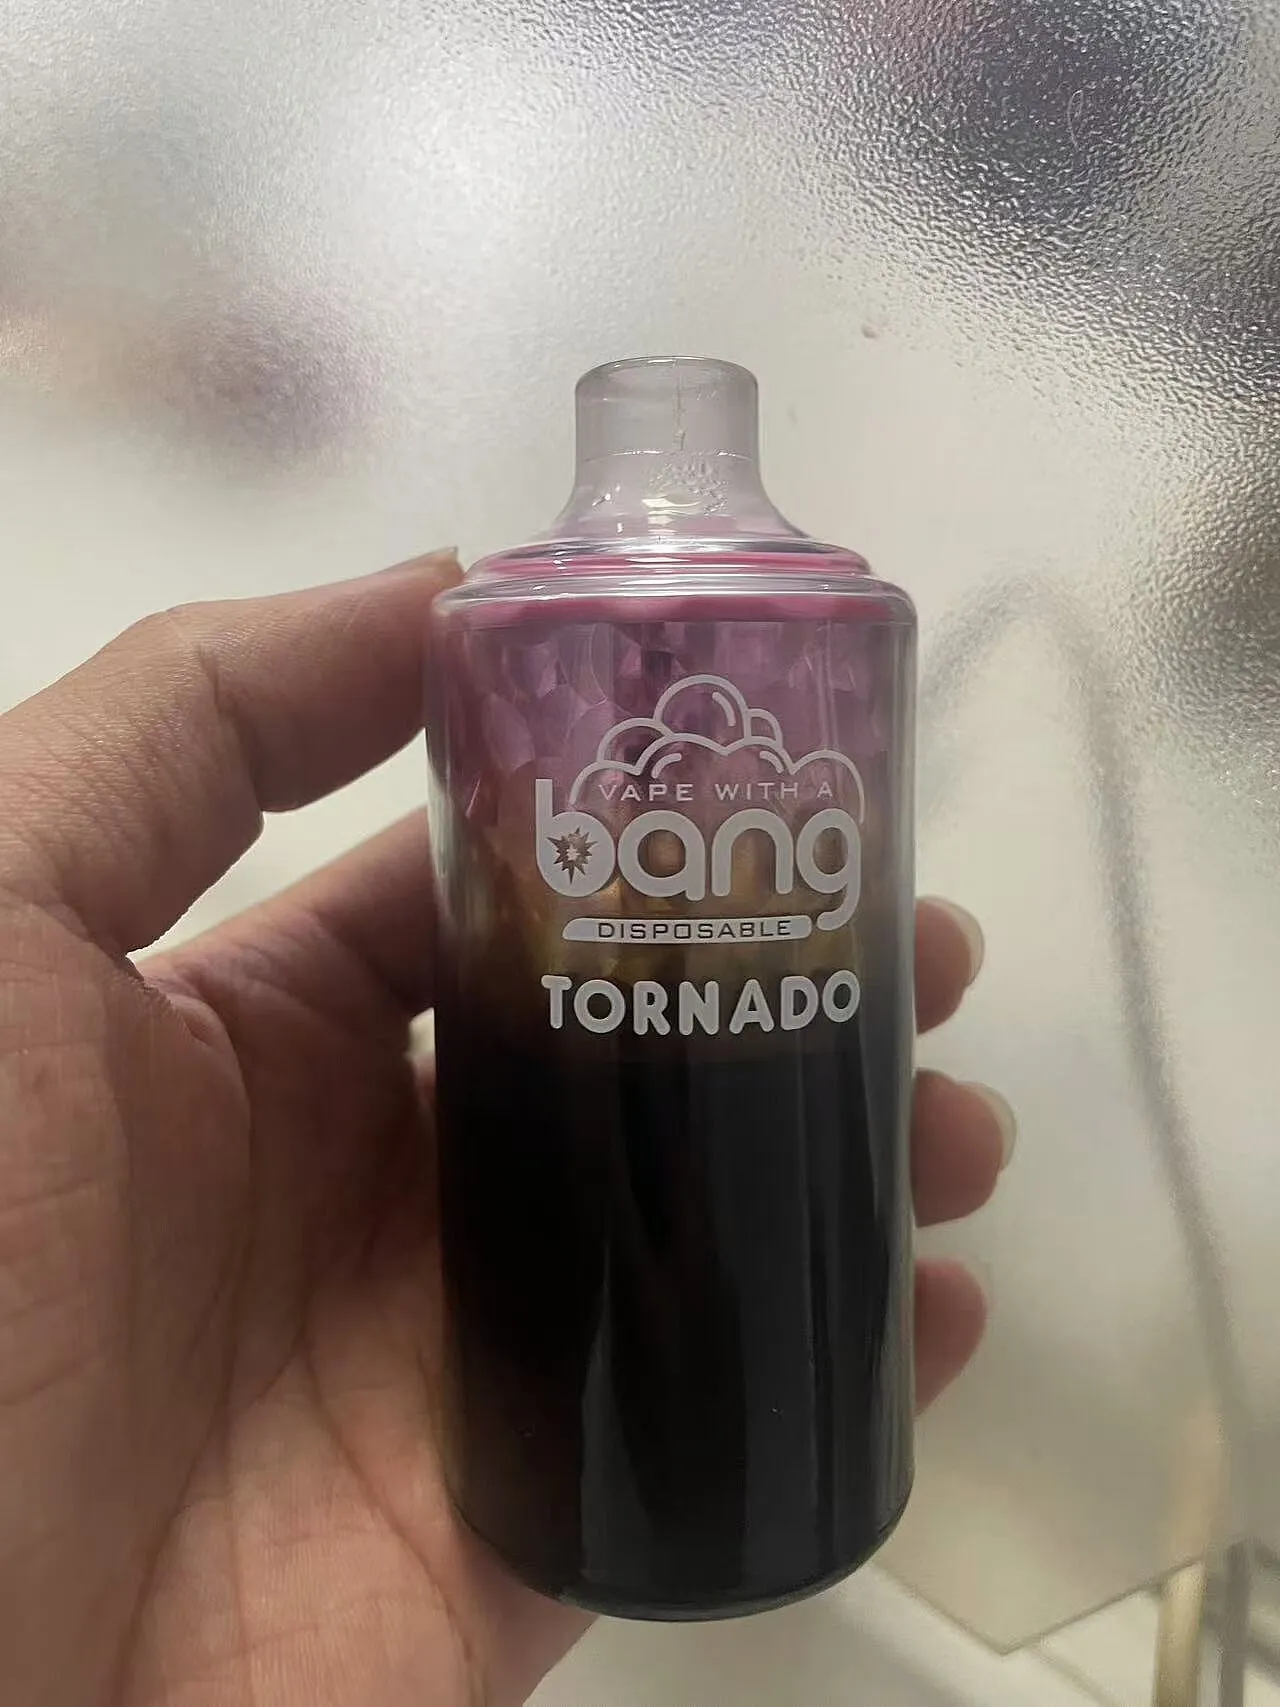 VAPE WITH A
bang
DISPOSABLE
TORNADO